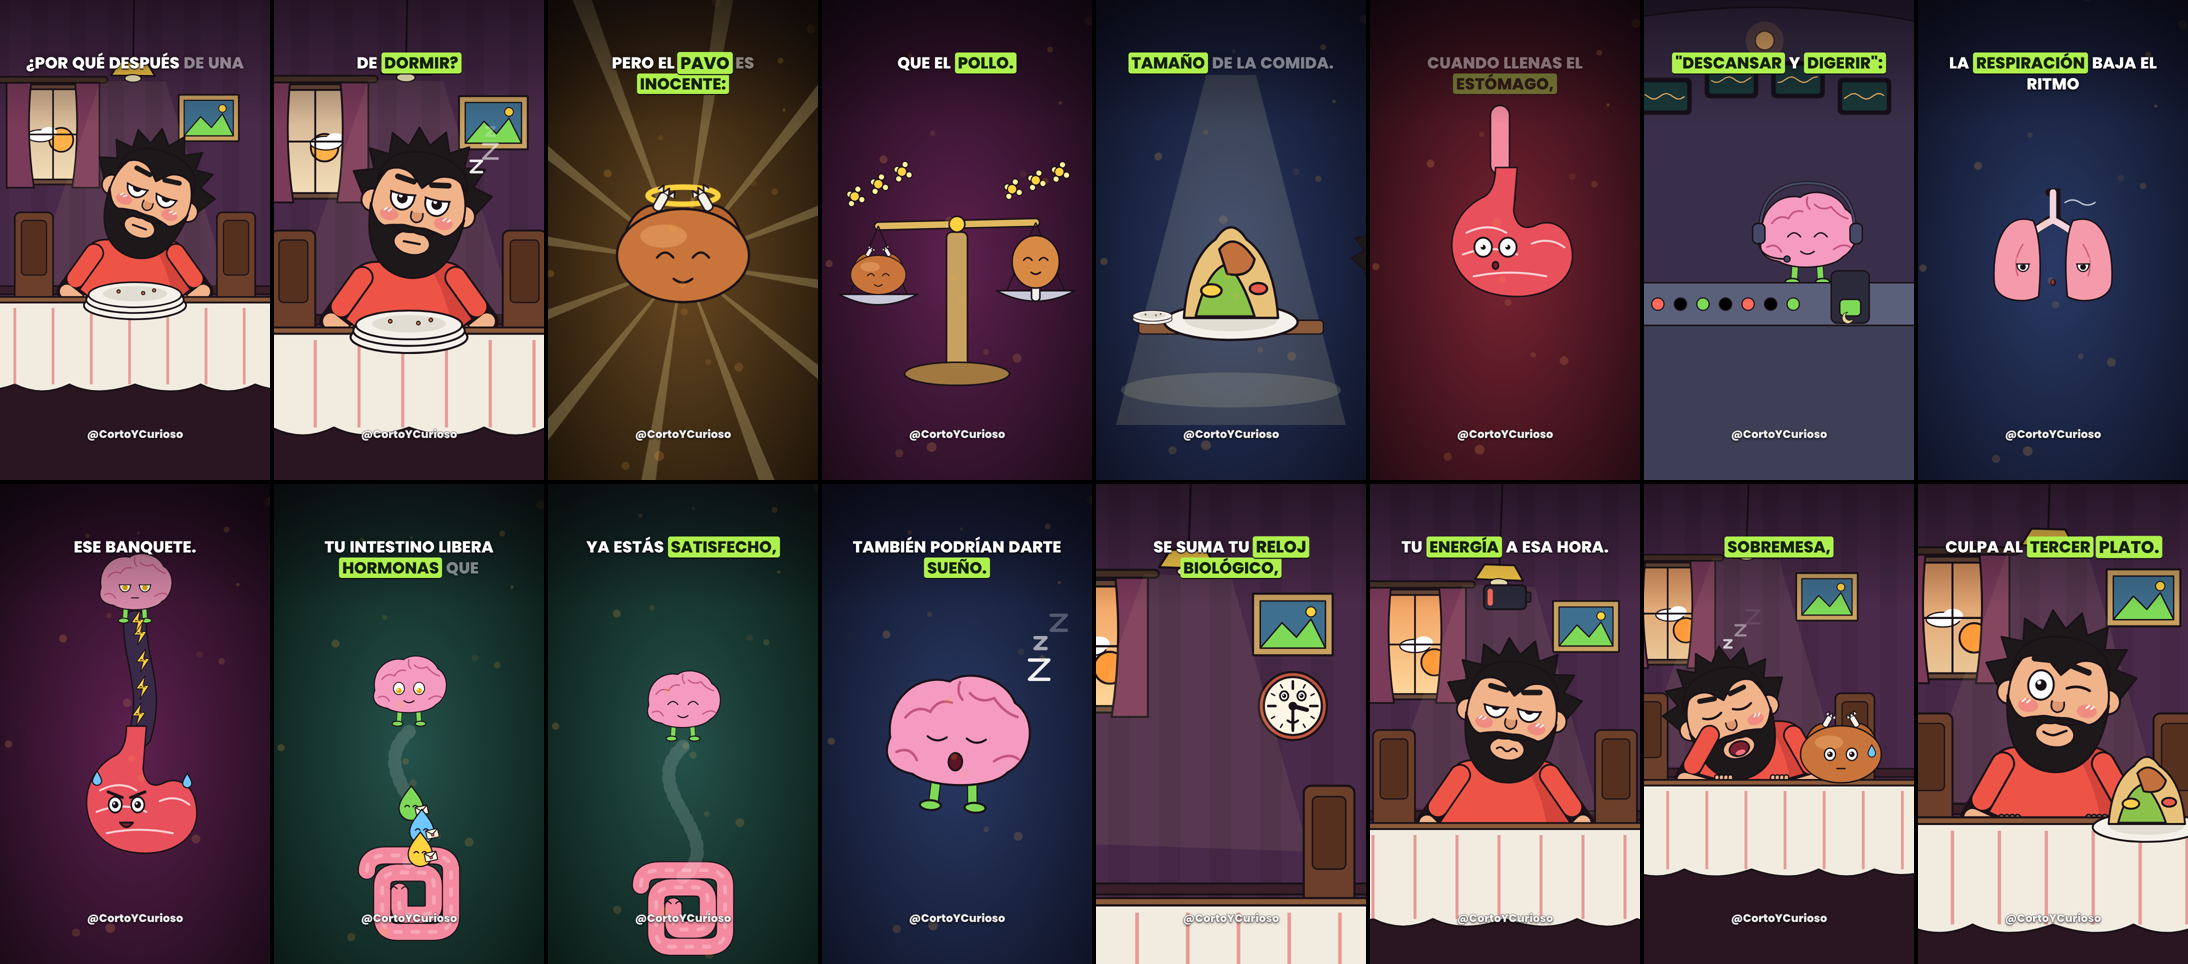 ¿POR QUÉ DESPUÉS DE UNA
@CortoYCurioso
DE DORMIR?
Z
Z
@CortoYCurioso
PERO EL PAVO ES
INOCENTE:
@CortoYCurioso
QUE EL POLLO.
@CortoYCurioso
TAMAÑO DE LA COMIDA.
@CortoYCurioso
CUANDO LLENAS EL
ESTÓMAGO,
@CortoYCurioso
"DESCANSAR Y DIGERIR":
@CortoYCurioso
LA RESPIRACIÓN BAJA EL
RITMO
@CortoYCurioso
ESE BANQUETE.
@CortoYCurioso
TU INTESTINO LIBERA
HORMONAS QUE
@CortoYCurioso
YA ESTÁS SATISFECHO,
@CortoYCurioso
TAMBIÉN PODRÍAN DARTE
SUEÑO.
Z
Z
Z
@CortoYCurioso
SE SUMA TU RELOJ
BIOLÓGICO,
@CortoYCurioso
TU ENERGÍA A ESA HORA.
@CortoYCurioso
SOBREMESA,
Z
Z
Z
@CortoYCurioso
CULPA AL TERCER PLATO.
@CortoYCurioso